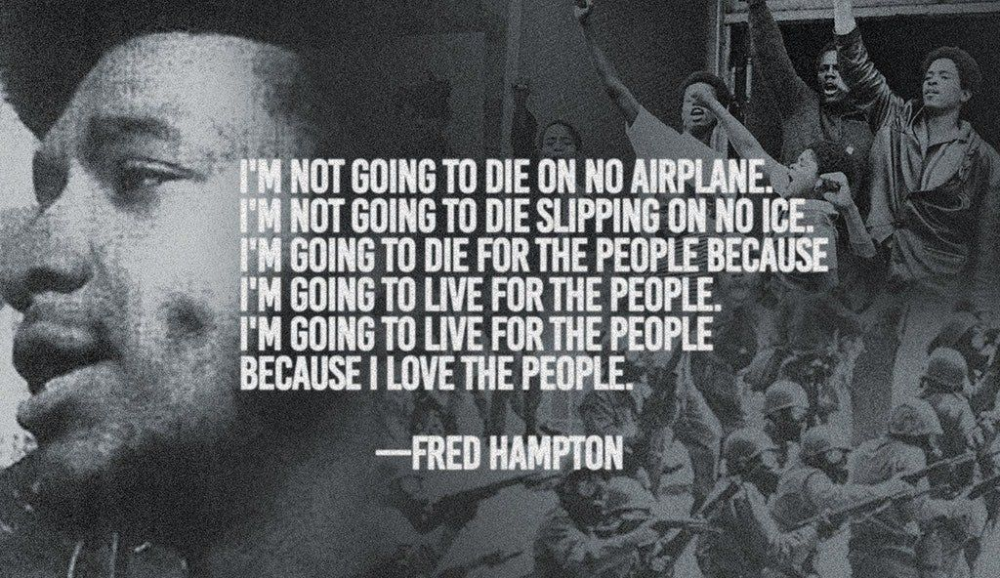 I'M NOT GOING TO DIE ON NO AIRPLANE.
I'M NOT GOING TO DIE SLIPPING ON NO ICE.
I'M GOING TO DIE FOR THE PEOPLE BECAUSE
I'M GOING TO LIVE FOR THE PEOPLE.
I'M GOING TO LIVE FOR THE PEOPLE
BECAUSE I LOVE THE PEOPLE.
—FRED HAMPTON